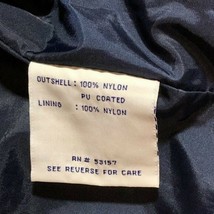 OUTSHELL : 100% NYLON
PU COATED
LINING : 100% NYLON
RN # 53157
SEE REVERSE FOR CARE